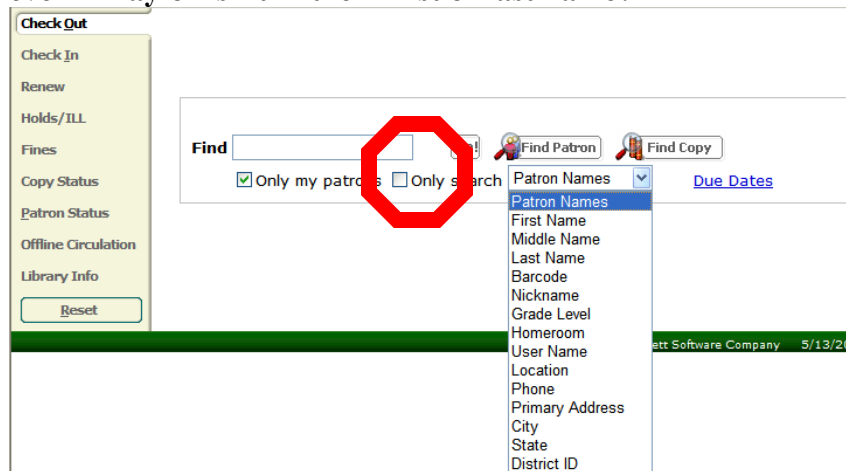 Check Out
Check In
Renew
Holds/ILL
Fines
Copy Status
Patron Status
Offline Circulation
Library Info
Reset
Find Find Patron Find Copy
Only my patrons Only search Patron Names Due Dates
Patron Names
First Name
Middle Name
Last Name
Barcode
Nickname
Grade Level
Homeroom
User Name
Location
Phone
Primary Address
City
State
District ID
ett Software Company 5/13/20